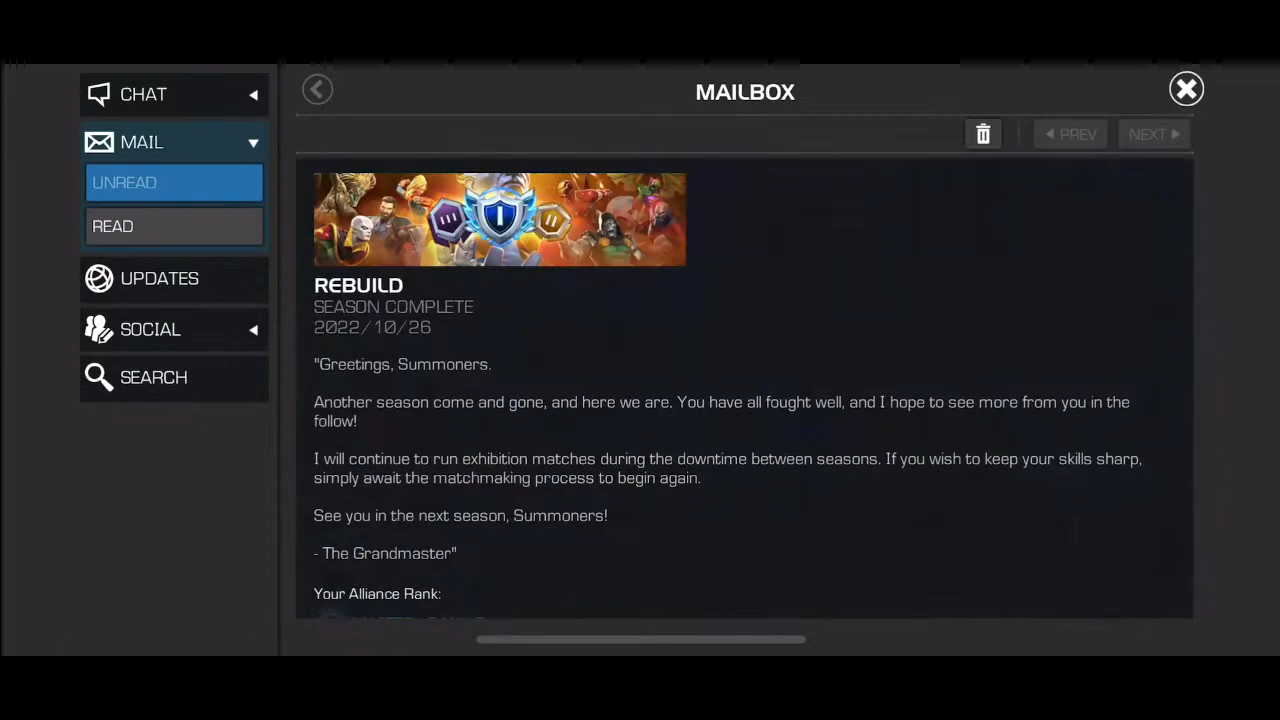 MAILBOX
CHAT
MAIL
UNREAD
READ
UPDATES
SOCIAL
SEARCH
PREV
NEXT
REBUILD
SEASON COMPLETE
2022/10/26
"Greetings, Summoners.
Another season come and gone, and here we are. You have all fought well, and I hope to see more from you in the
follow!
I will continue to run exhibition matches during the downtime between seasons. If you wish to keep your skills sharp,
simply await the matchmaking process to begin again.
See you in the next season, Summoners!
- The Grandmaster"
Your Alliance Rank: